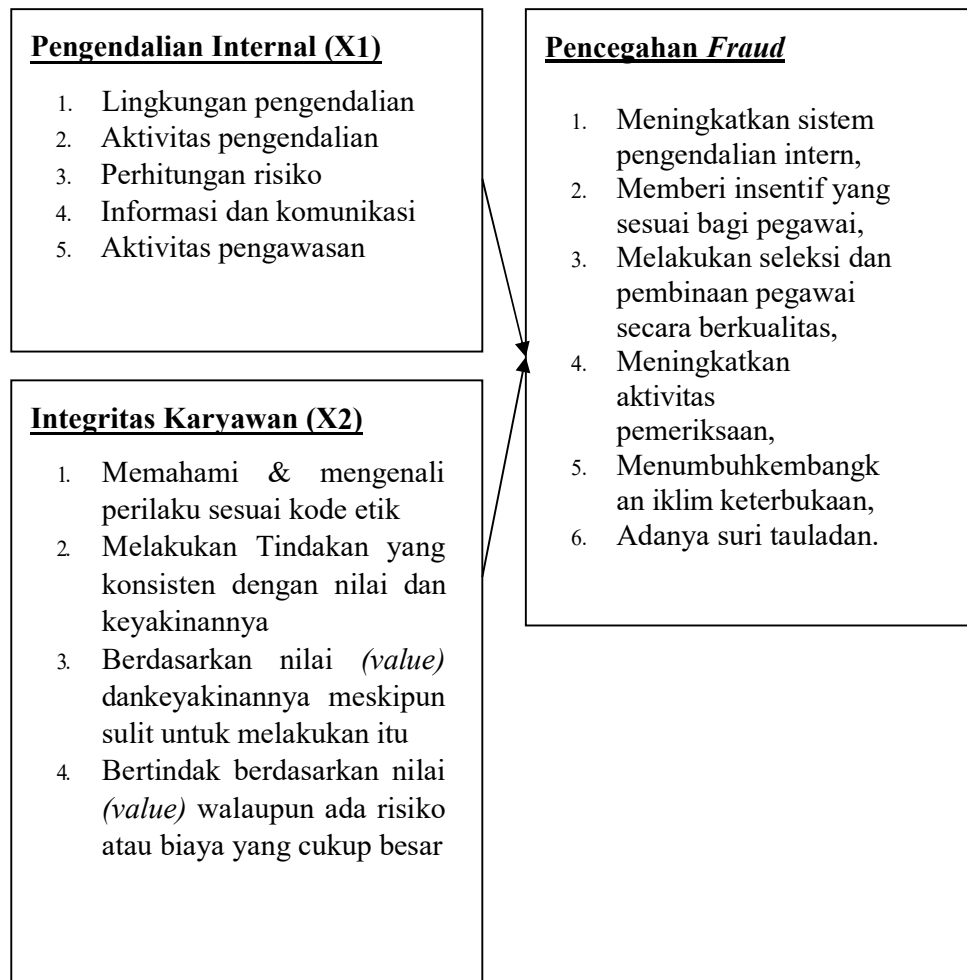 Pengendalian Internal (X1)
1. Lingkungan pengendalian
2. Aktivitas pengendalian
3. Perhitungan risiko
4. Informasi dan komunikasi
5. Aktivitas pengawasan
Integritas Karyawan (X2)
1. Memahami & mengenali
perilaku sesuai kode etik
2. Melakukan Tindakan yang
konsisten dengan nilai dan
keyakinannya
3. Berdasarkan nilai (value)
dankeyakinannya meskipun
sulit untuk melakukan itu
4. Bertindak berdasarkan nilai
(value) walaupun ada risiko
atau biaya yang cukup besar
Pencegahan Fraud
1. Meningkatkan sistem
pengendalian intern,
2. Memberi insentif yang
sesuai bagi pegawai,
3. Melakukan seleksi dan
pembinaan pegawai
secara berkualitas,
4. Meningkatkan
aktivitas
pemeriksaan,
5. Menumbuhkembangk
an iklim keterbukaan,
6. Adanya suri tauladan.